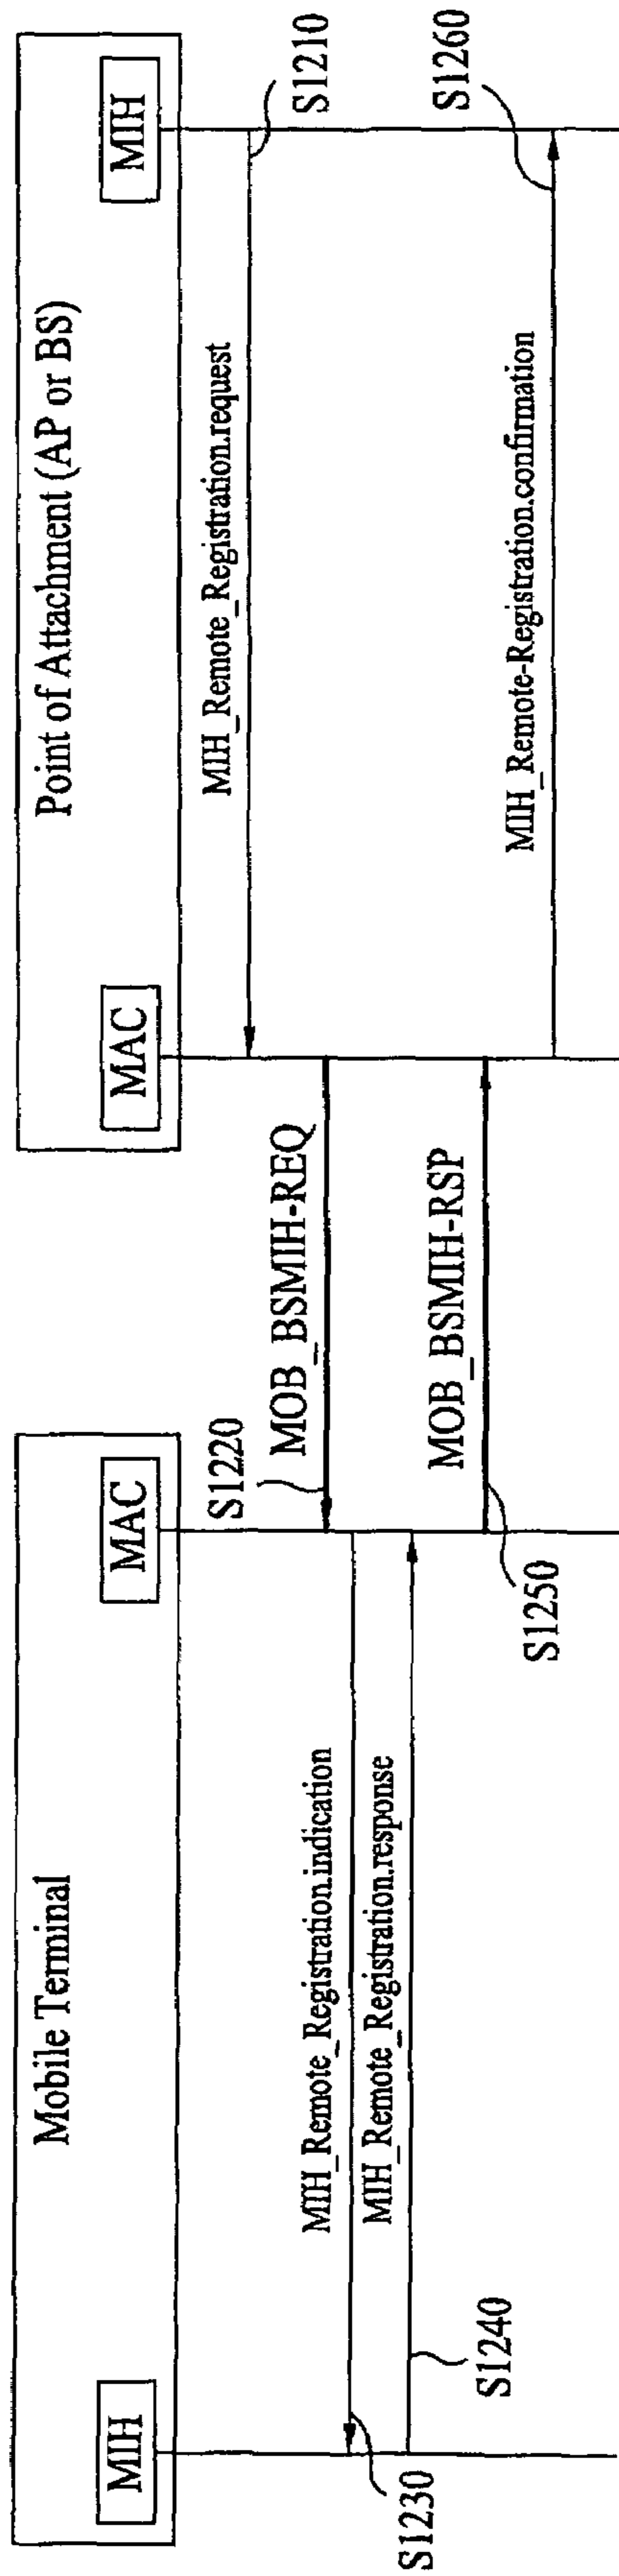 Mobile Terminal
Point of Attachment (AP or BS)
MIH
MAC
MAC
MIH
MIH_Remote_Registration.request
S1210
S1220
MOB_BSMIH-REQ
MIH_Remote_Registration.indication
S1230
MIH_Remote_Registration.response
S1240
MOB_BSMIH-RSP
S1250
MIH_Remote-Registration.confirmation
S1260